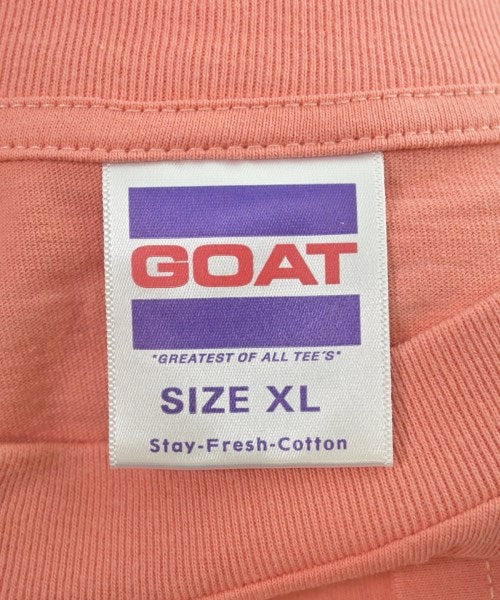 GOAT
"GREATEST OF ALL TEE'S"
SIZE XL
Stay-Fresh-Cotton